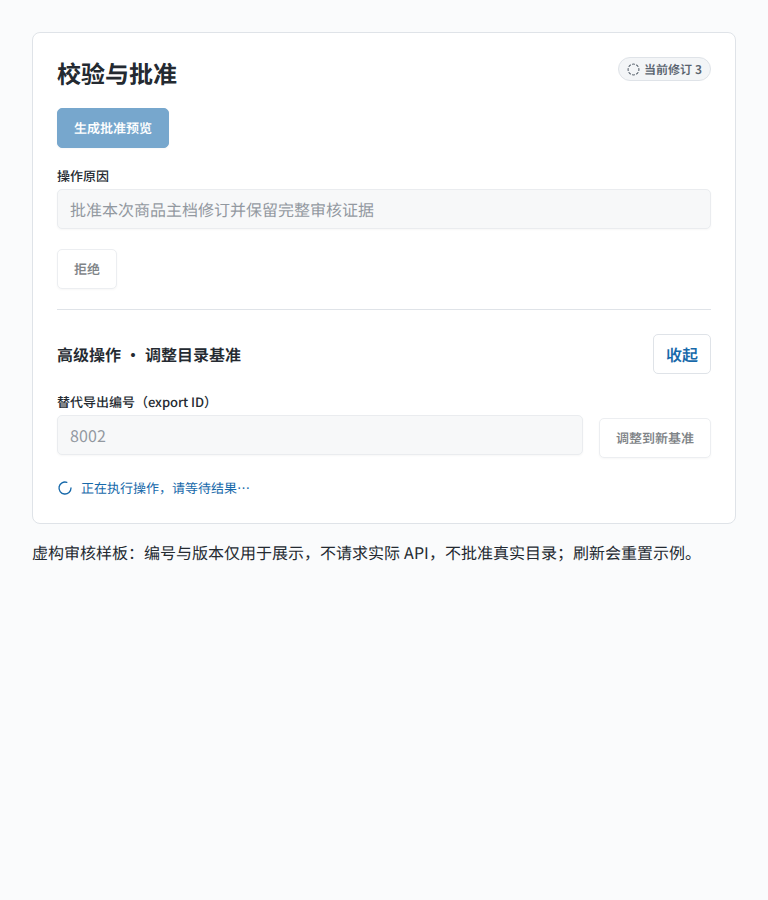 校验与批准
当前修订 3
生成批准预览
操作原因
批准本次商品主档修订并保留完整审核证据
拒绝
高级操作 · 调整目录基准
收起
替代导出编号（export ID）
8002
调整到新基准
正在执行操作，请等待结果…
虚构审核样板：编号与版本仅用于展示，不请求实际 API，不批准真实目录；刷新会重置示例。